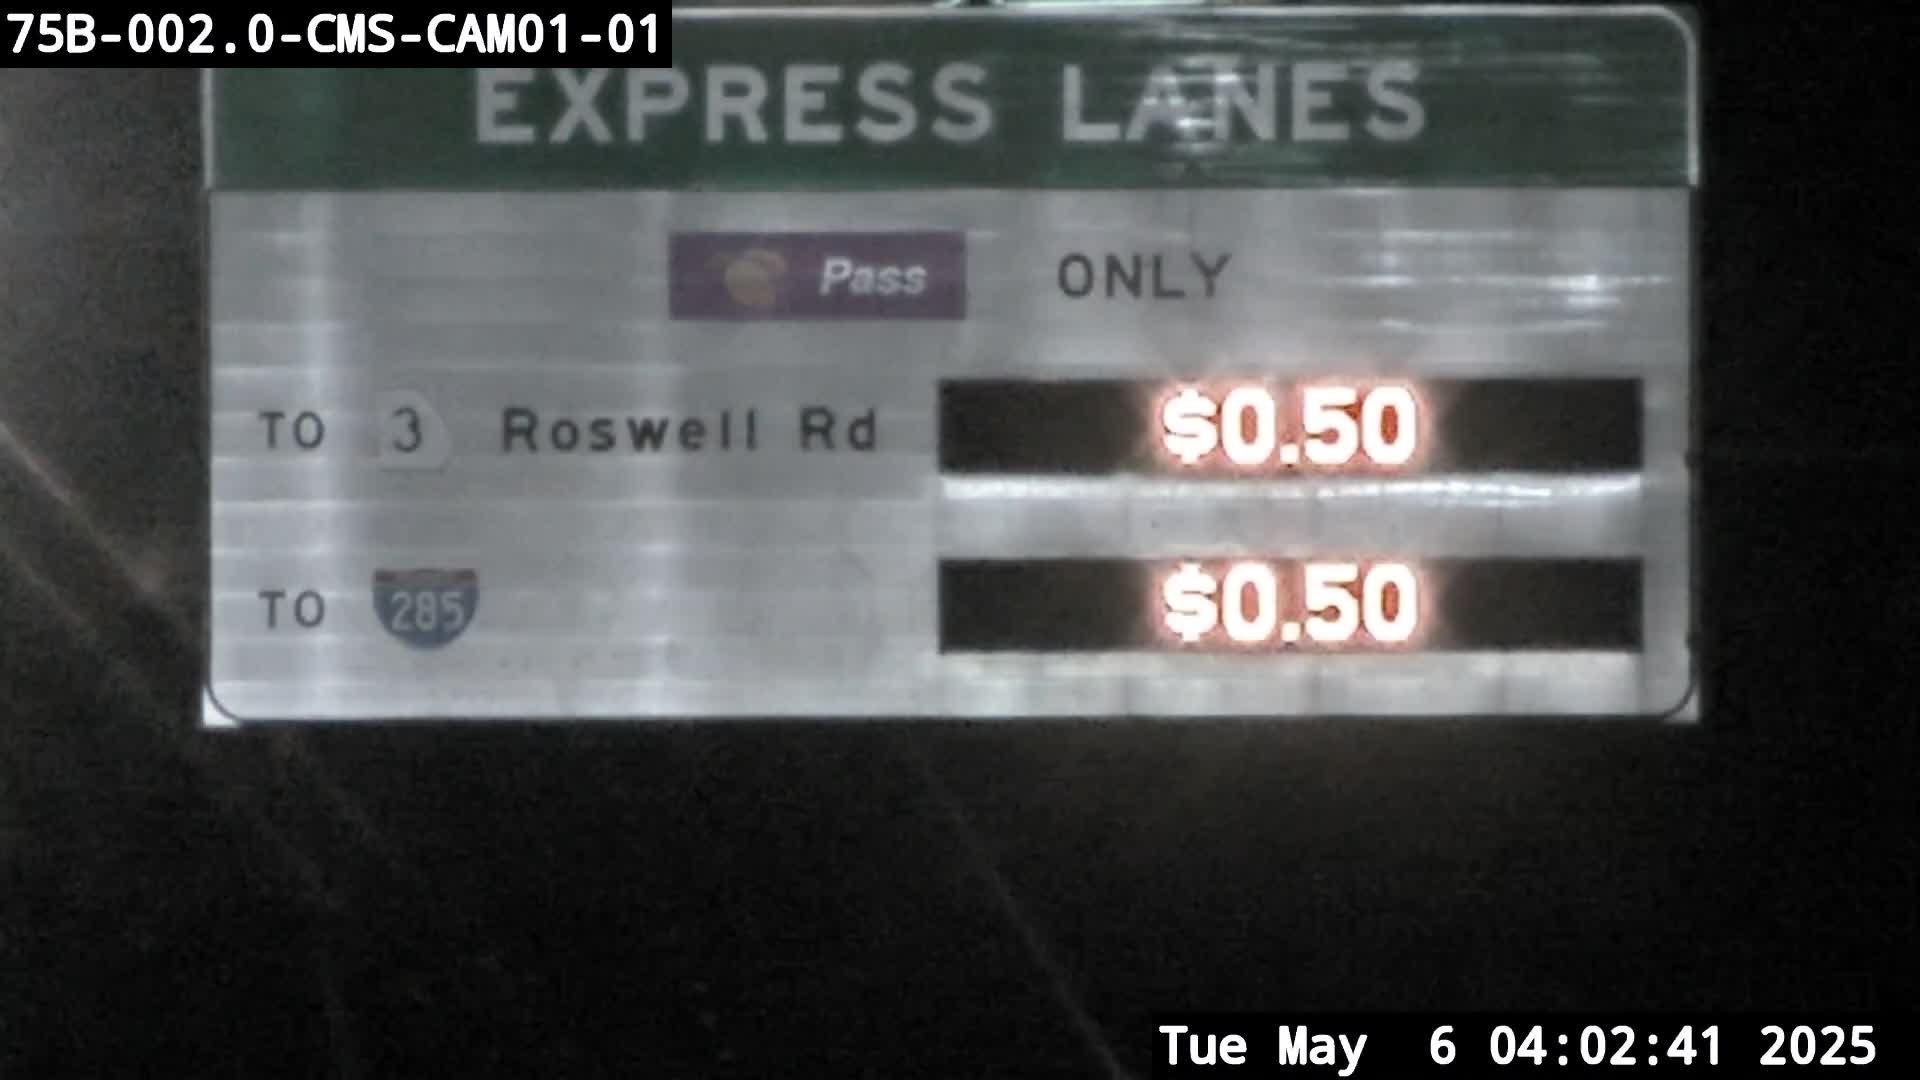 75B-002.0-CMS-CAM01-01
EXPRESS LANES
Pass ONLY
TO 3 Roswell Rd $0.50
TO 285 $0.50
Tue May 6 04:02:41 2025